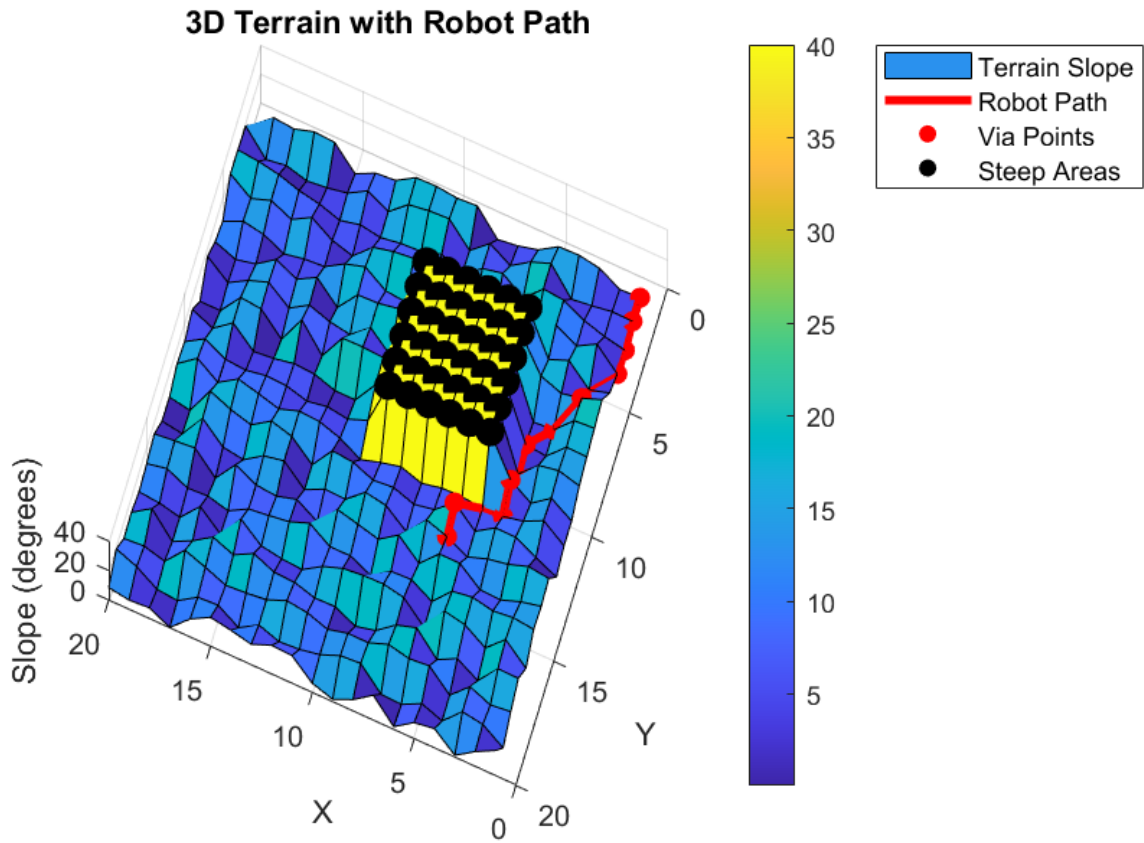 3D Terrain with Robot Path
40
35
30
25
20
15
10
5
Terrain Slope
Robot Path
Via Points
Steep Areas
Slope (degrees)
40
20
0
20
15
10
5
0
X
0
5
10
15
20
Y